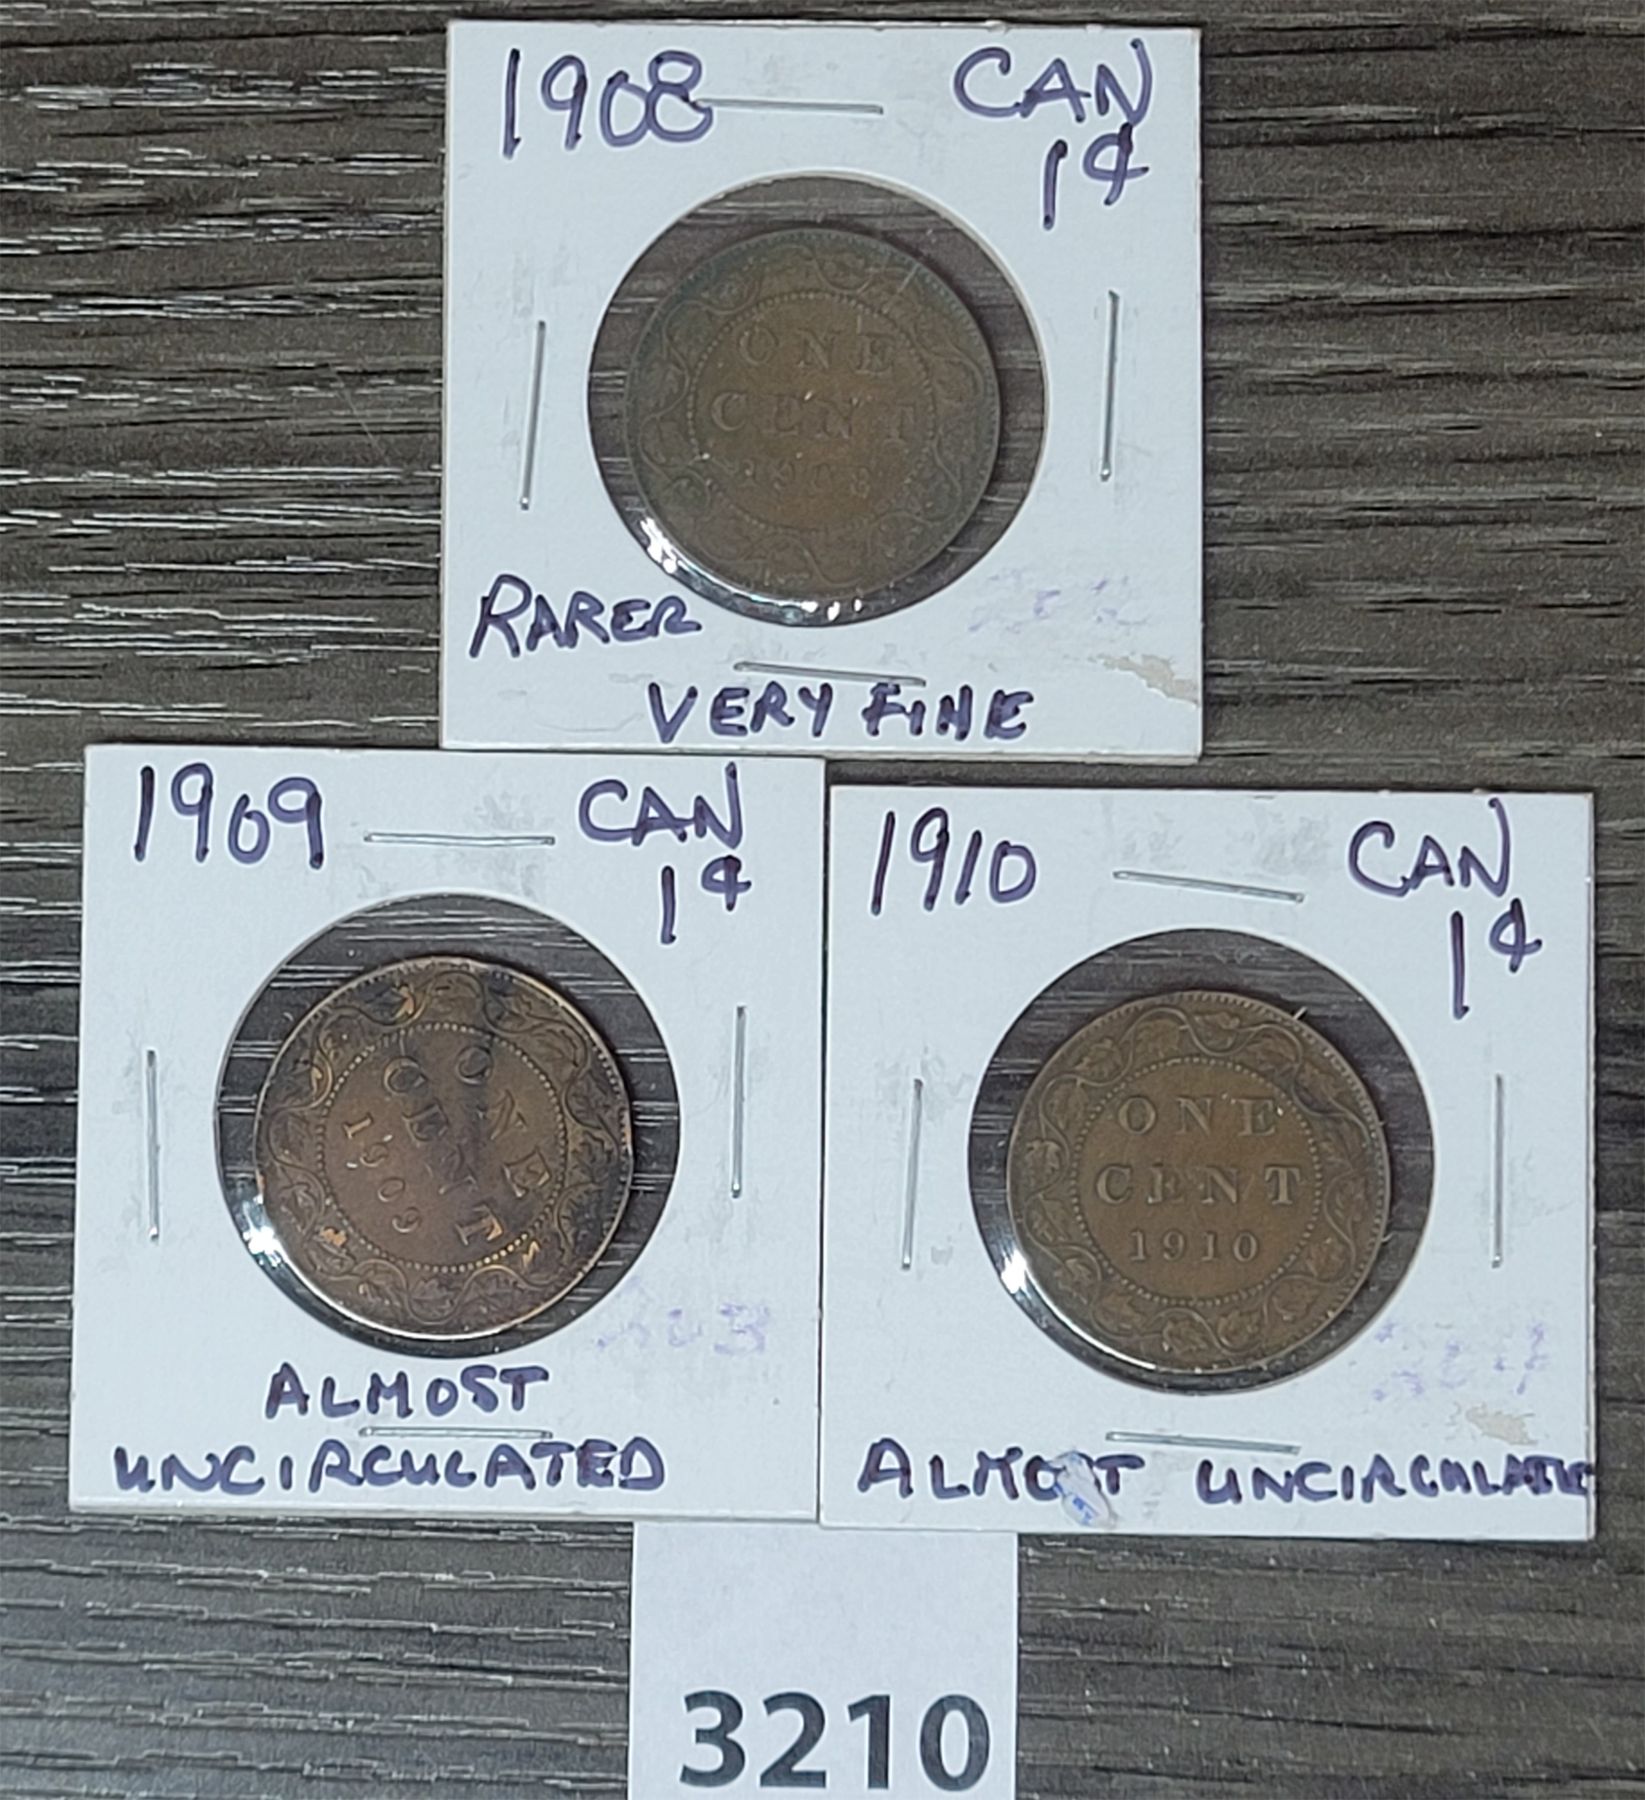 1908 CAN
1¢
ONE
CENT
1908
RARER
VERY FINE
1909 CAN
1¢
ONE
CENT
1909
ALMOST
UNCIRCULATED
1910 CAN
1¢
ONE
CENT
1910
ALMOST UNCIRCULATED
3210